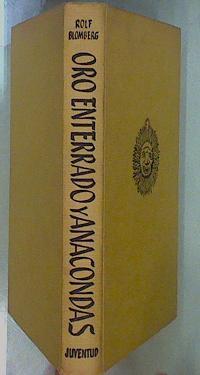 ROLF
BLOMBERG
ORO ENTERRADO Y ANACONDAS
JUVENTUD